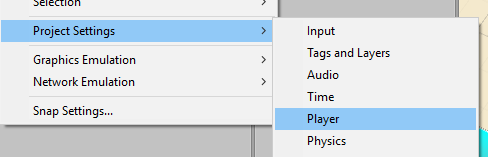 Selection
Project Settings
Graphics Emulation
Network Emulation
Snap Settings...
Input
Tags and Layers
Audio
Time
Player
Physics